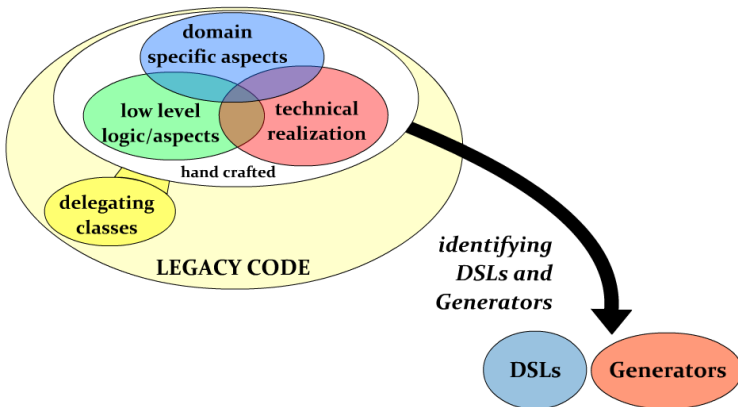 domain
specific aspects
low level
logic/aspects
technical
realization
hand crafted
delegating
classes
LEGACY CODE
identifying
DSLs and
Generators
DSLs
Generators